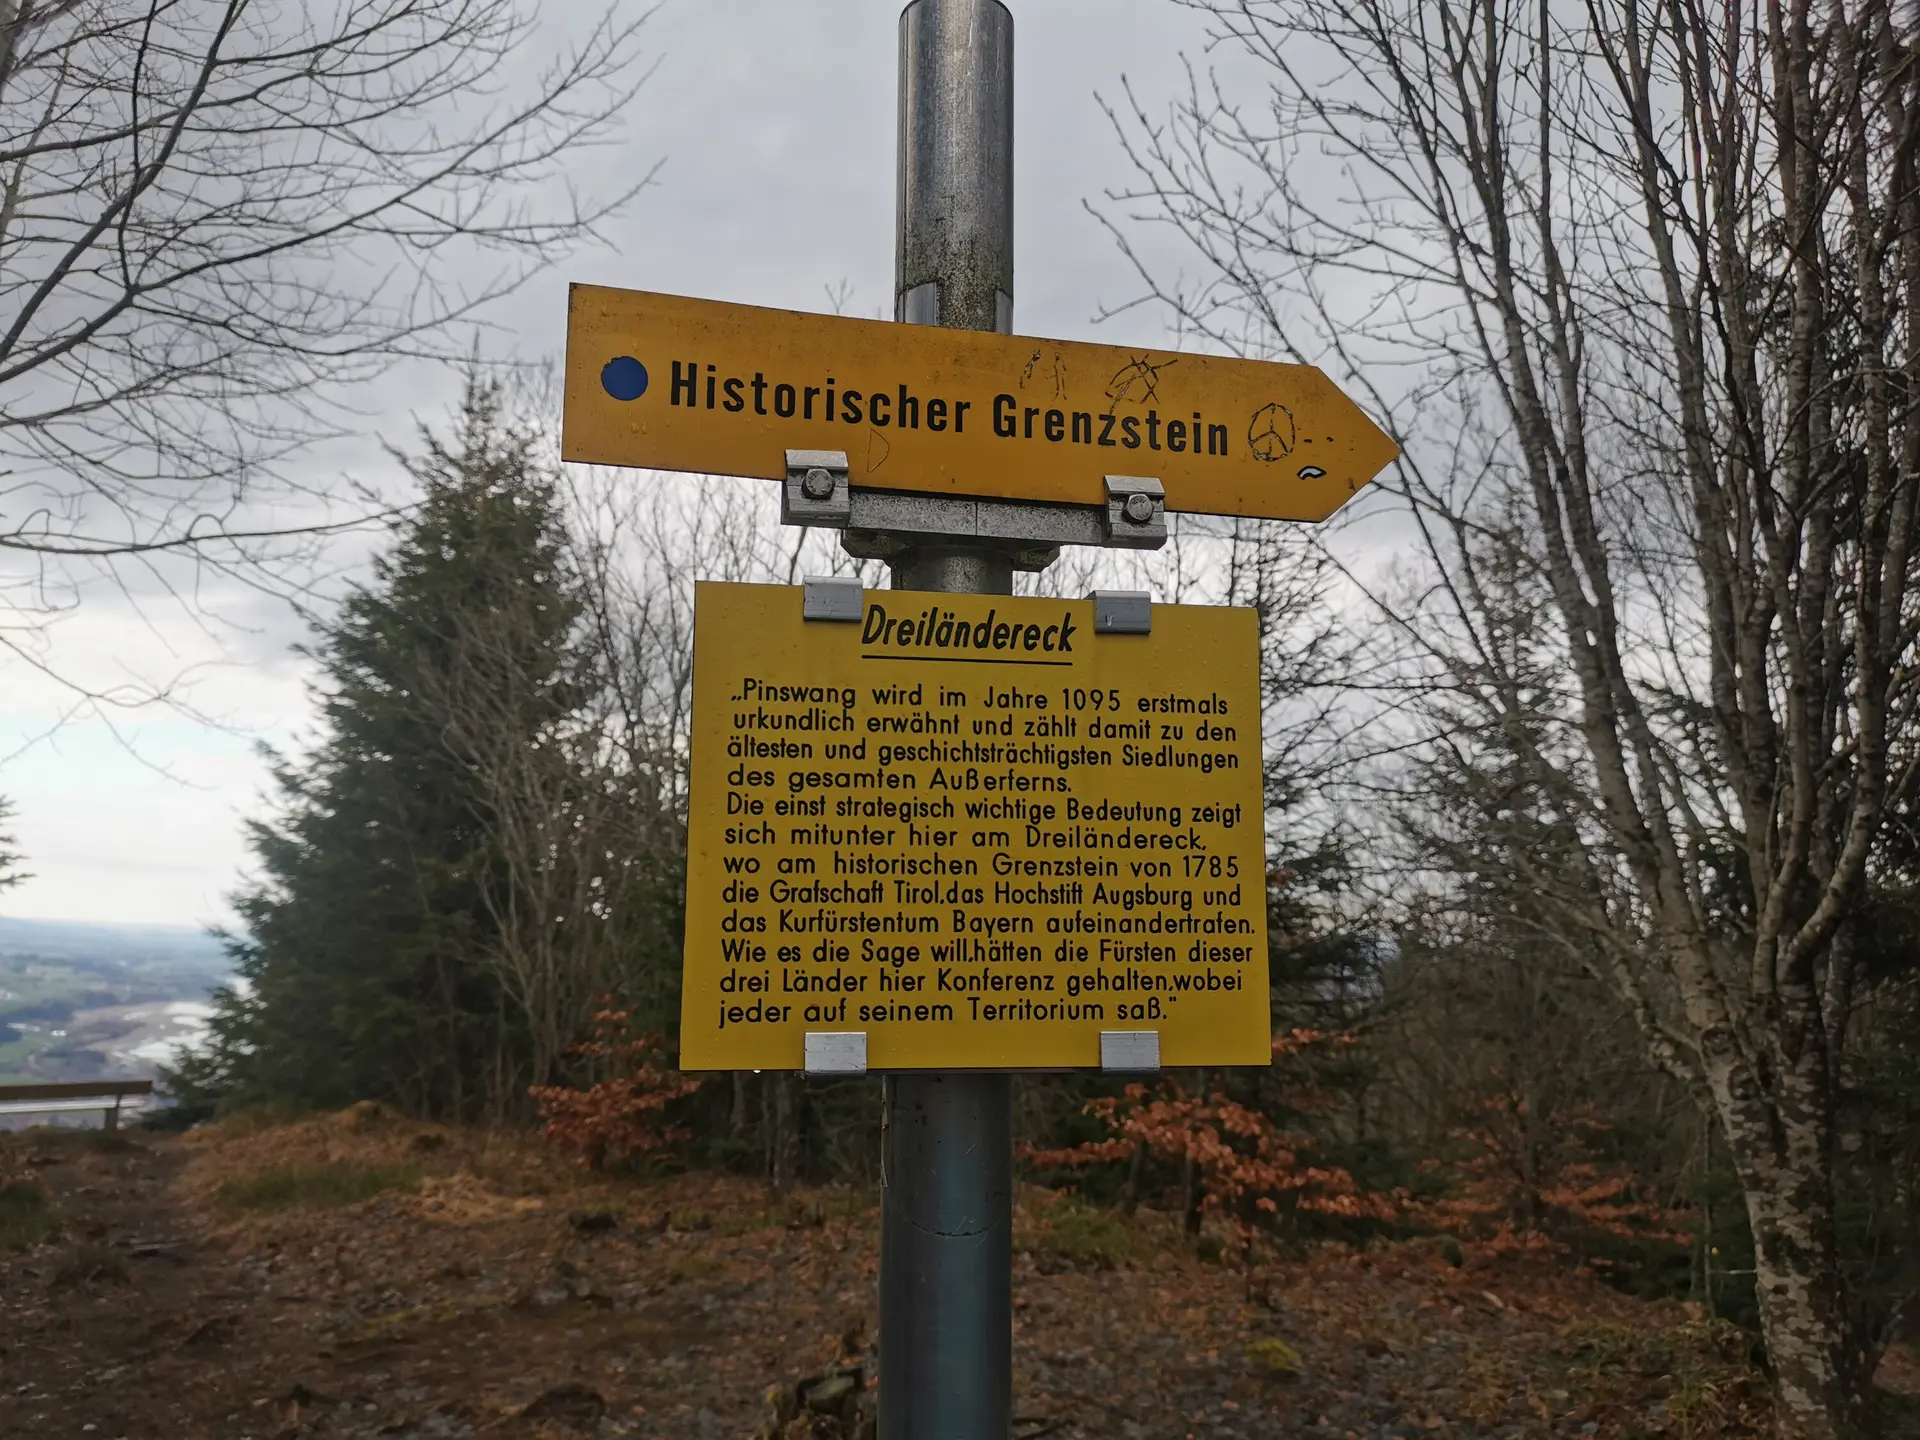 Historischer Grenzstein
Dreiländereck
„Pinswang wird im Jahre 1095 erstmals
urkundlich erwähnt und zählt damit zu den
ältesten und geschichtsträchtigsten Siedlungen
des gesamten Außerferns.
Die einst strategisch wichtige Bedeutung zeigt
sich mitunter hier am Dreiländereck,
wo am historischen Grenzstein von 1785
die Grafschaft Tirol,das Hochstift Augsburg und
das Kurfürstentum Bayern aufeinandertrafen.
Wie es die Sage will,hätten die Fürsten dieser
drei Länder hier Konferenz gehalten,wobei
jeder auf seinem Territorium saß."